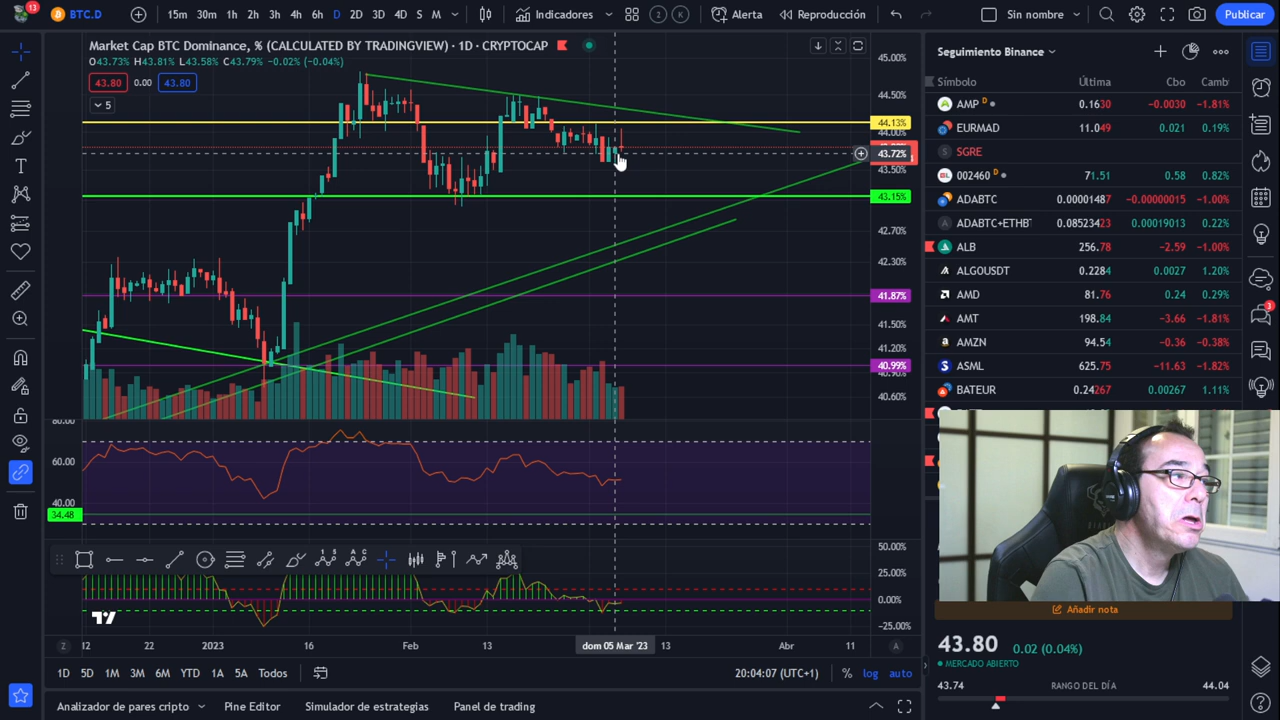 13
BTC.D
15m 30m 1h 2h 3h 4h 6h D 2D 3D 4D S M
Indicadores
2 K
Alerta
Reproducción
Sin nombre
Publicar
Market Cap BTC Dominance, % (CALCULATED BY TRADINGVIEW) · 1D · CRYPTOCAP
O43.73% H43.81% L43.58% C43.79% -0.02% (-0.04%)
43.80 0.00 43.80
5
45.00%
44.50%
44.13%
44.00%
43.72%
43.50%
43.15%
42.70%
42.30%
41.87%
41.50%
41.20%
40.99%
40.60%
80.00
60.00
40.00
34.48
50.00%
25.00%
0.00%
−25.00%
Z 12 22 2023 16 Feb 13 dom 05 Mar '23 13 Abr 11 A
1D 5D 1M 3M 6M YTD 1A 5A Todos
20:04:07 (UTC+1) % log auto
Analizador de pares cripto Pine Editor Simulador de estrategias Panel de trading
Seguimiento Binance
Símbolo Última Cbo Camb
AMP D 0.1630 -0.0030 -1.81%
EURMAD 11.049 0.021 0.19%
SGRE
002460 D 71.51 0.58 0.82%
ADABTC 0.00001487 -0.00000015 -1.00%
ADABTC+ETHB 0.08523423 0.00019013 0.22%
ALB 256.78 -2.59 -1.00%
ALGOUSDT 0.2284 0.0027 1.20%
AMD 81.76 0.24 0.29%
AMT 198.84 -3.66 -1.81%
AMZN 94.54 -0.36 -0.38%
ASML 625.75 -11.63 -1.82%
BATEUR 0.24267 0.00267 1.11%
Añadir nota
43.80 0.02 (0.04%)
MERCADO ABIERTO
43.74 RANGO DEL DÍA 44.04
3